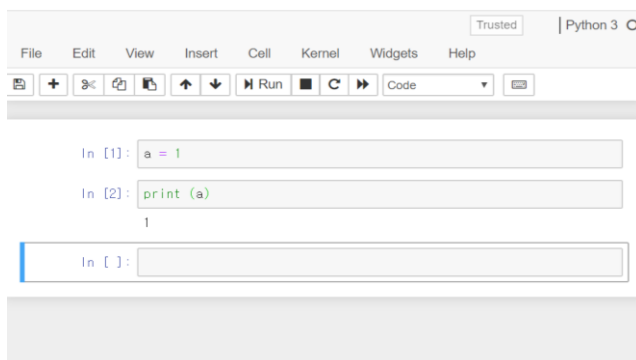 Trusted Python 3
File Edit View Insert Cell Kernel Widgets Help
Run Code
In [1]: a = 1
In [2]: print (a)
1
In [ ]: